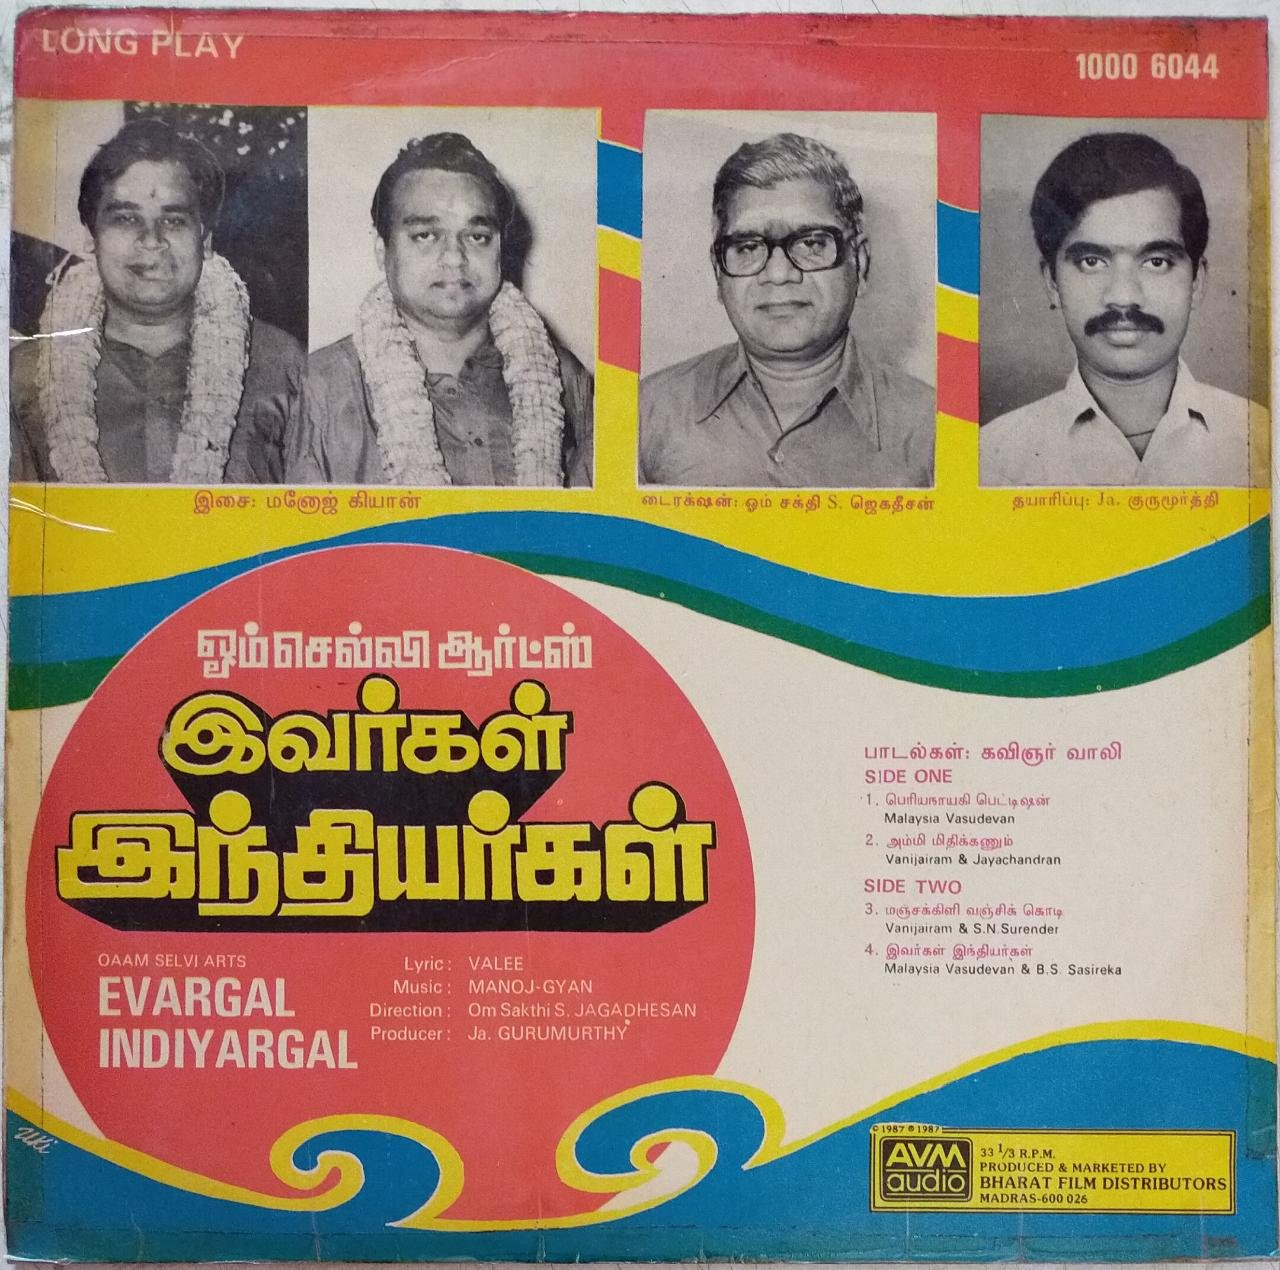 LONG PLAY
1000 6044
இசை: மனோஜ் கியான்
டைரக்ஷன்: ஓம் சக்தி S. ஜெகதீசன்
தயாரிப்பு: Ja. குருமூர்த்தி
ஓம்செல்வி ஆர்ட்ஸ்
இவர்கள்
இந்தியர்கள்
OAAM SELVI ARTS
EVARGAL
INDIYARGAL
Lyric : VALEE
Music : MANOJ-GYAN
Direction : Om Sakthi S. JAGADHESAN
Producer : Ja. GURUMURTHY
பாடல்கள்: கவிஞர் வாலி
SIDE ONE
1. பெரியநாயகி பெட்டிஷன்
Malaysia Vasudevan
2. அம்மி மிதிக்கணும்
Vanijairam & Jayachandran
SIDE TWO
3. மஞ்சக்கிளி வஞ்சிக் கொடி
Vanijairam & S.N.Surender
4. இவர்கள் இந்தியர்கள்
Malaysia Vasudevan & B.S. Sasireka
Uki
© 1987 ℗ 1987
AVM
audio
33 1/3 R.P.M.
PRODUCED & MARKETED BY
BHARAT FILM DISTRIBUTORS
MADRAS-600 026